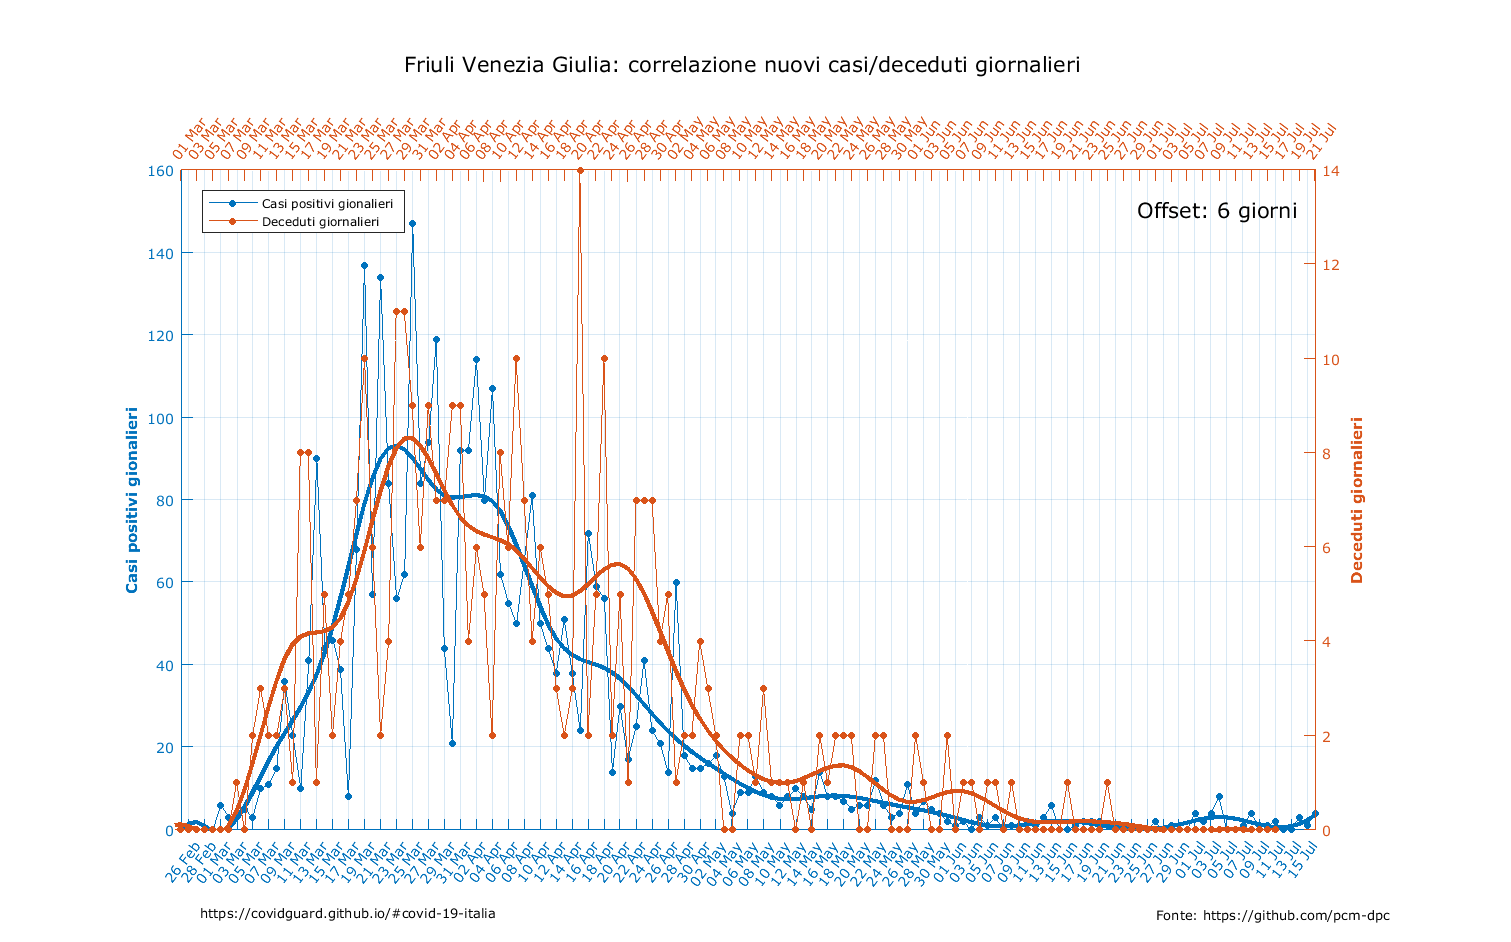 Friuli Venezia Giulia: correlazione nuovi casi/deceduti giornalieri
01 Mar
03 Mar
05 Mar
07 Mar
09 Mar
11 Mar
13 Mar
15 Mar
17 Mar
19 Mar
21 Mar
23 Mar
25 Mar
27 Mar
29 Mar
31 Mar
02 Apr
04 Apr
06 Apr
08 Apr
10 Apr
12 Apr
14 Apr
16 Apr
18 Apr
20 Apr
22 Apr
24 Apr
26 Apr
28 Apr
30 Apr
02 May
04 May
06 May
08 May
10 May
12 May
14 May
16 May
18 May
20 May
22 May
24 May
26 May
28 May
30 May
01 Jun
03 Jun
05 Jun
07 Jun
09 Jun
11 Jun
13 Jun
15 Jun
17 Jun
19 Jun
21 Jun
23 Jun
25 Jun
27 Jun
29 Jun
01 Jul
03 Jul
05 Jul
07 Jul
09 Jul
11 Jul
13 Jul
15 Jul
17 Jul
19 Jul
21 Jul
160
140
120
100
80
60
40
20
0
Casi positivi gionalieri
Casi positivi gionalieri
Deceduti giornalieri
Offset: 6 giorni
14
12
10
8
6
4
2
0
Deceduti giornalieri
26 Feb
28 Feb
01 Mar
03 Mar
05 Mar
07 Mar
09 Mar
11 Mar
13 Mar
15 Mar
17 Mar
19 Mar
21 Mar
23 Mar
25 Mar
27 Mar
29 Mar
31 Mar
02 Apr
04 Apr
06 Apr
08 Apr
10 Apr
12 Apr
14 Apr
16 Apr
18 Apr
20 Apr
22 Apr
24 Apr
26 Apr
28 Apr
30 Apr
02 May
04 May
06 May
08 May
10 May
12 May
14 May
16 May
18 May
20 May
22 May
24 May
26 May
28 May
30 May
01 Jun
03 Jun
05 Jun
07 Jun
09 Jun
11 Jun
13 Jun
15 Jun
17 Jun
19 Jun
21 Jun
23 Jun
25 Jun
27 Jun
29 Jun
01 Jul
03 Jul
05 Jul
07 Jul
09 Jul
11 Jul
13 Jul
15 Jul
https://covidguard.github.io/#covid-19-italia
Fonte: https://github.com/pcm-dpc